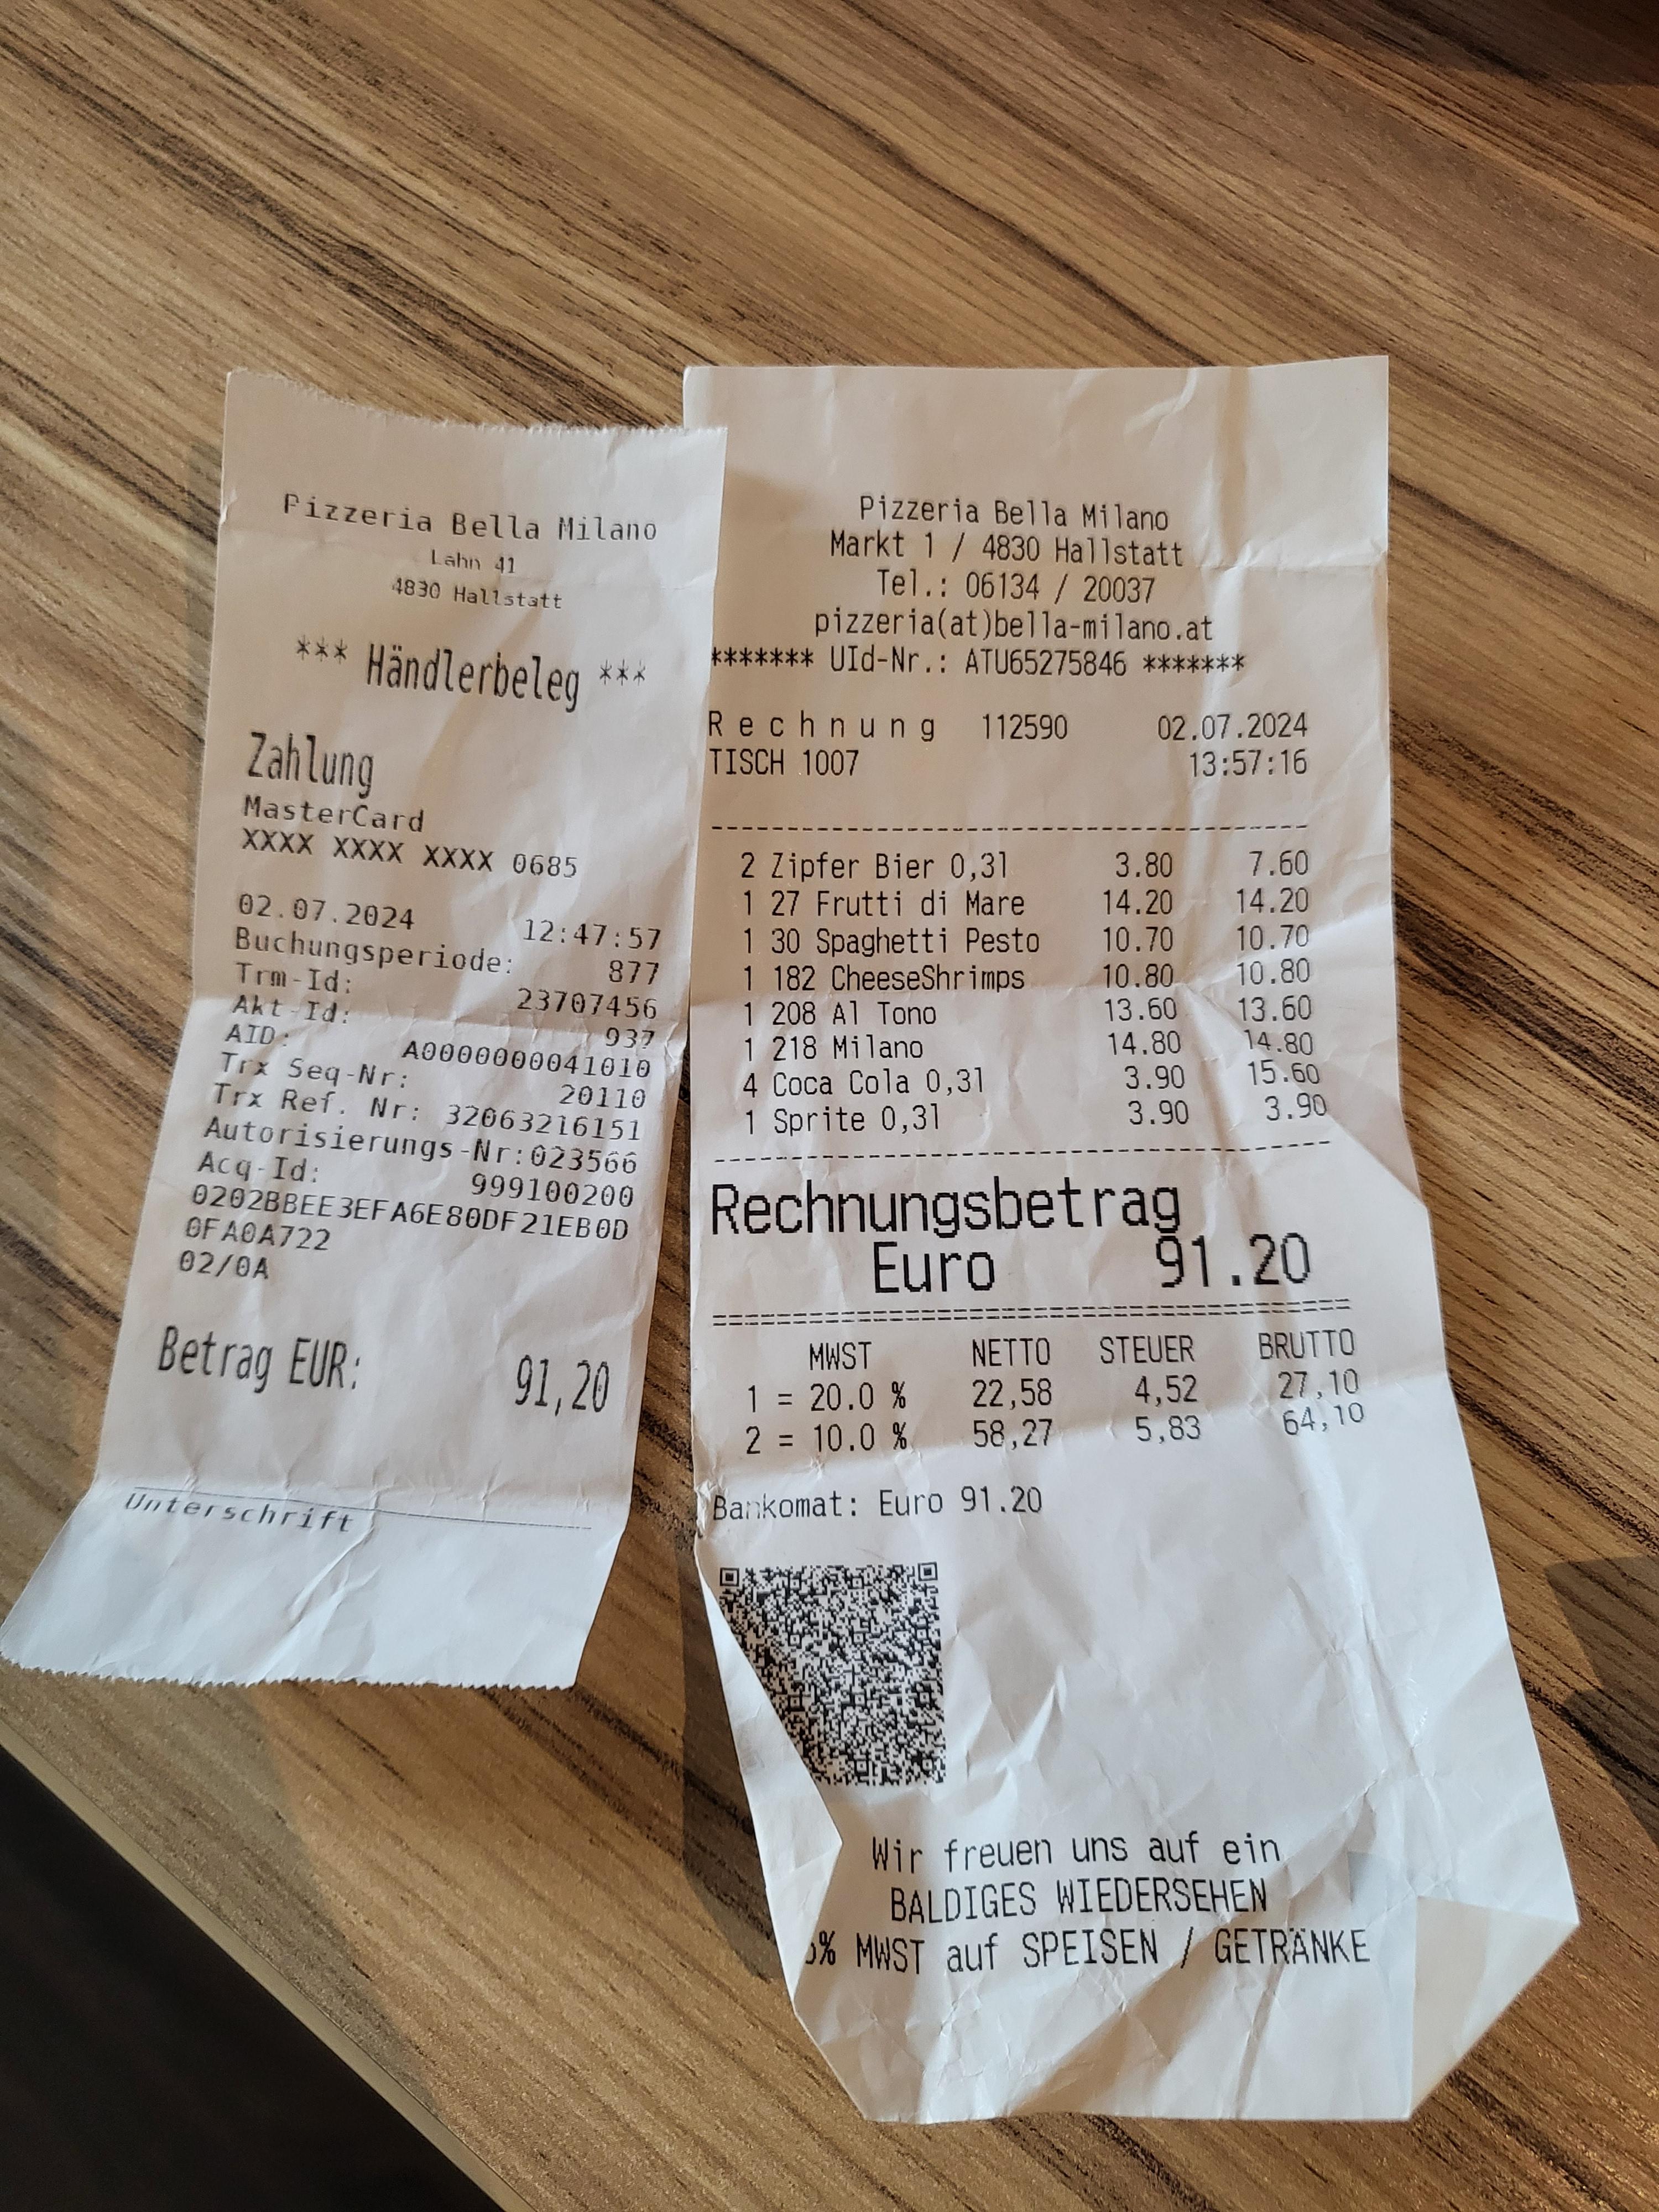 Pizzeria Bella Milano
Lahn 41
4830 Hallstatt
*** Händlerbeleg ***
Zahlung
MasterCard
XXXX XXXX XXXX 0685
02.07.2024 12:47:57
Buchungsperiode: 877
Trm-Id: 23707456
Akt-Id: 937
AID: A0000000041010
Trx Seq-Nr: 20110
Trx Ref. Nr: 32063216151
Autorisierungs-Nr:023566
Acq-Id: 999100200
0202BBEE3EFA6E80DF21EB0D
0FA0A722
02/0A
Betrag EUR: 91,20
Unterschrift
Pizzeria Bella Milano
Markt 1 / 4830 Hallstatt
Tel.: 06134 / 20037
pizzeria(at)bella-milano.at
******* UId-Nr.: ATU65275846 *******
Rechnung 112590 02.07.2024
TISCH 1007 13:57:16
2 Zipfer Bier 0,3l 3.80 7.60
1 27 Frutti di Mare 14.20 14.20
1 30 Spaghetti Pesto 10.70 10.70
1 182 CheeseShrimps 10.80 10.80
1 208 Al Tono 13.60 13.60
1 218 Milano 14.80 14.80
4 Coca Cola 0,3l 3.90 15.60
1 Sprite 0,3l 3.90 3.90
Rechnungsbetrag
Euro 91.20
MWST NETTO STEUER BRUTTO
1 = 20.0 % 22,58 4,52 27,10
2 = 10.0 % 58,27 5,83 64,10
Bankomat: Euro 91.20
Wir freuen uns auf ein
BALDIGES WIEDERSEHEN
% MWST auf SPEISEN / GETRÄNKE